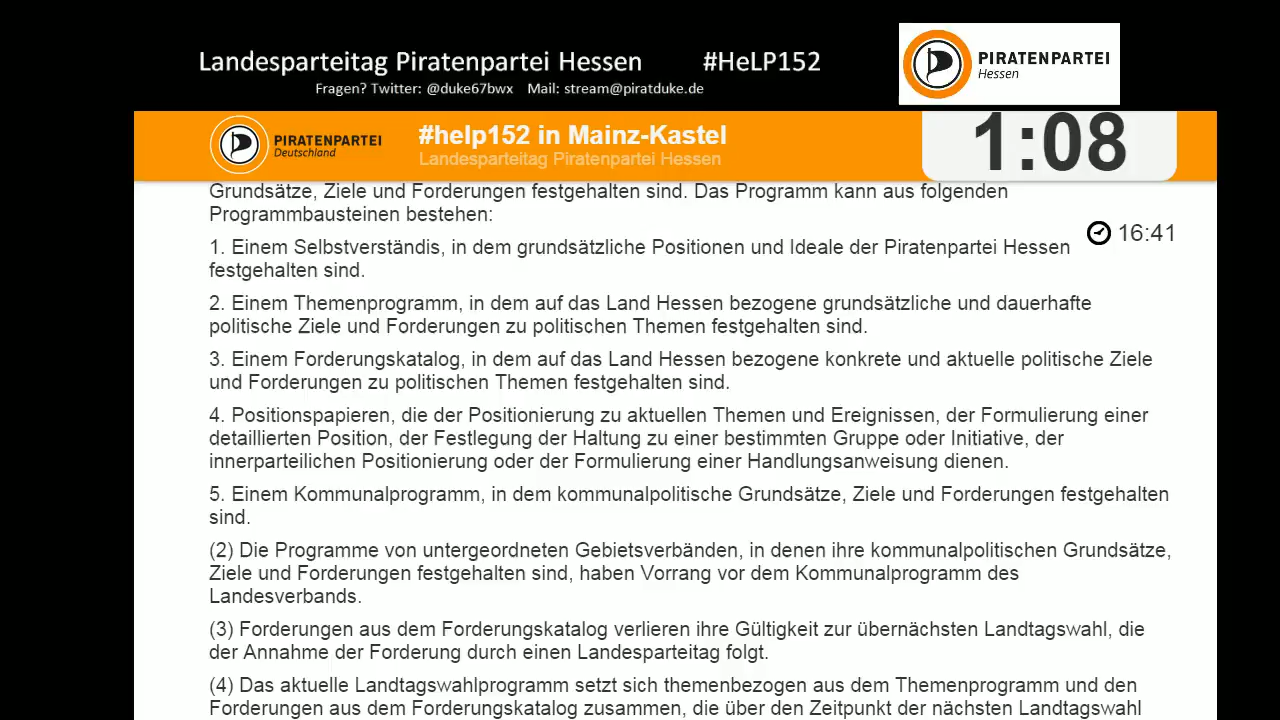 Landesparteitag Piratenpartei Hessen #HeLP152
Fragen? Twitter: @duke67bwx Mail: stream@piratduke.de
PIRATENPARTEI
Hessen
PIRATENPARTEI
Deutschland
#help152 in Mainz-Kastel
Landesparteitag Piratenpartei Hessen
1:08
16:41
Grundsätze, Ziele und Forderungen festgehalten sind. Das Programm kann aus folgenden
Programmbausteinen bestehen:
1. Einem Selbstverständis, in dem grundsätzliche Positionen und Ideale der Piratenpartei Hessen
festgehalten sind.
2. Einem Themenprogramm, in dem auf das Land Hessen bezogene grundsätzliche und dauerhafte
politische Ziele und Forderungen zu politischen Themen festgehalten sind.
3. Einem Forderungskatalog, in dem auf das Land Hessen bezogene konkrete und aktuelle politische Ziele
und Forderungen zu politischen Themen festgehalten sind.
4. Positionspapieren, die der Positionierung zu aktuellen Themen und Ereignissen, der Formulierung einer
detaillierten Position, der Festlegung der Haltung zu einer bestimmten Gruppe oder Initiative, der
innerparteilichen Positionierung oder der Formulierung einer Handlungsanweisung dienen.
5. Einem Kommunalprogramm, in dem kommunalpolitische Grundsätze, Ziele und Forderungen festgehalten
sind.
(2) Die Programme von untergeordneten Gebietsverbänden, in denen ihre kommunalpolitischen Grundsätze,
Ziele und Forderungen festgehalten sind, haben Vorrang vor dem Kommunalprogramm des
Landesverbands.
(3) Forderungen aus dem Forderungskatalog verlieren ihre Gültigkeit zur übernächsten Landtagswahl, die
der Annahme der Forderung durch einen Landesparteitag folgt.
(4) Das aktuelle Landtagswahlprogramm setzt sich themenbezogen aus dem Themenprogramm und den
Forderungen aus dem Forderungskatalog zusammen, die über den Zeitpunkt der nächsten Landtagswahl